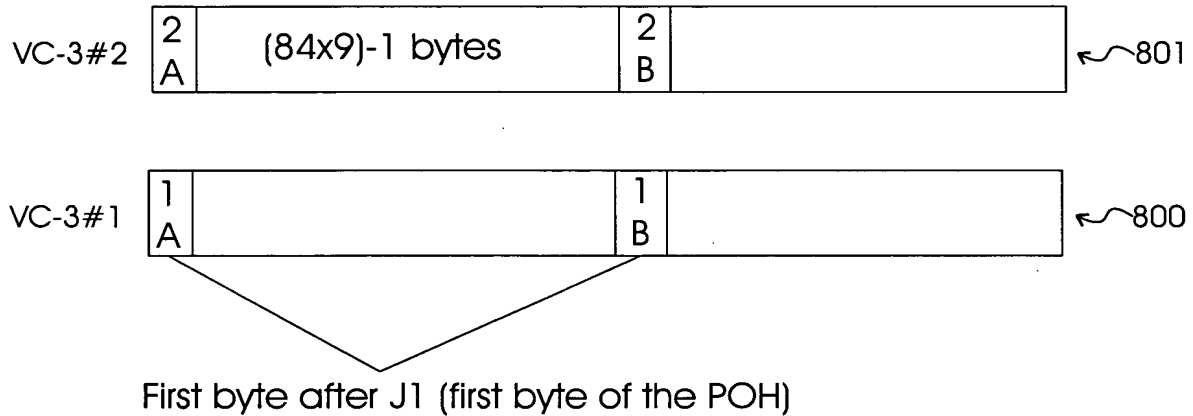 VC-3#2 2 A (84x9)-1 bytes 2 B 801
VC-3#1 1 A 1 B 800
First byte after J1 (first byte of the POH)